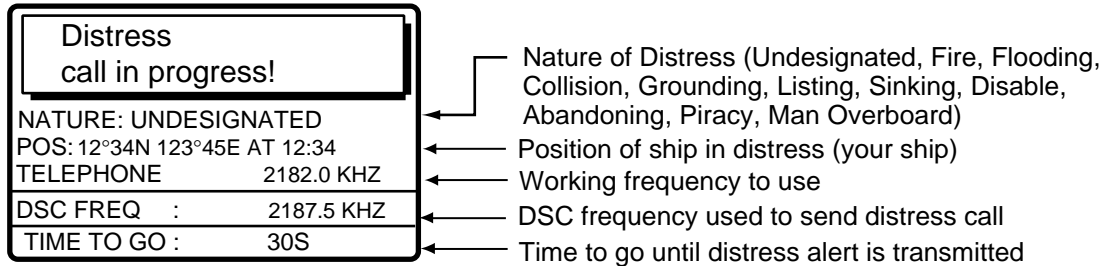 Distress
call in progress!
NATURE: UNDESIGNATED
POS: 12°34N 123°45E AT 12:34
TELEPHONE 2182.0 KHZ
DSC FREQ : 2187.5 KHZ
TIME TO GO : 30S
Nature of Distress (Undesignated, Fire, Flooding,
Collision, Grounding, Listing, Sinking, Disable,
Abandoning, Piracy, Man Overboard)
Position of ship in distress (your ship)
Working frequency to use
DSC frequency used to send distress call
Time to go until distress alert is transmitted